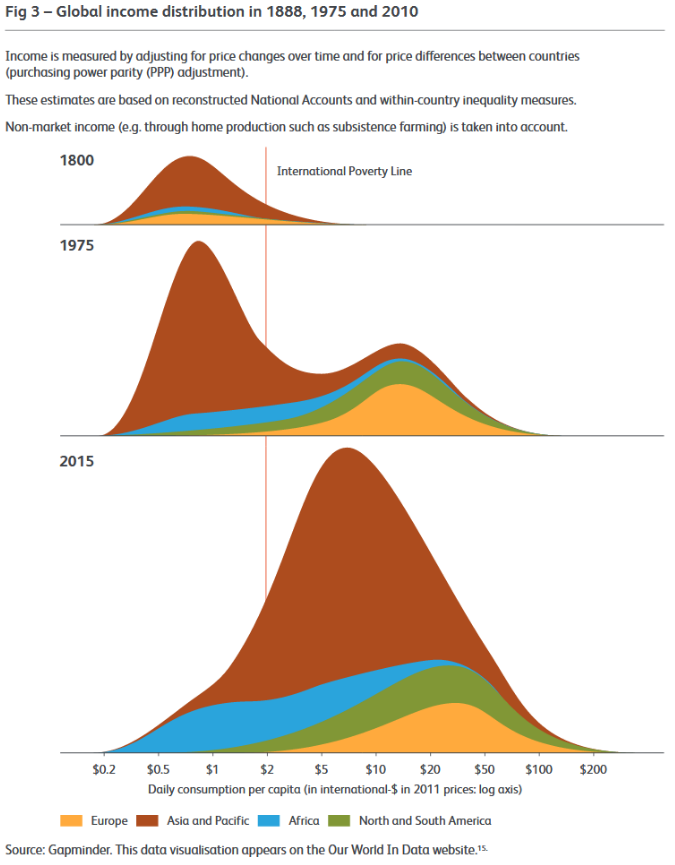 Fig 3 – Global income distribution in 1888, 1975 and 2010
Income is measured by adjusting for price changes over time and for price differences between countries
(purchasing power parity (PPP) adjustment).
These estimates are based on reconstructed National Accounts and within-country inequality measures.
Non-market income (e.g. through home production such as subsistence farming) is taken into account.
1800
International Poverty Line
1975
2015
$0.2 $0.5 $1 $2 $5 $10 $20 $50 $100 $200
Daily consumption per capita (in international-$ in 2011 prices: log axis)
Europe Asia and Pacific Africa North and South America
Source: Gapminder. This data visualisation appears on the Our World In Data website.¹⁵.